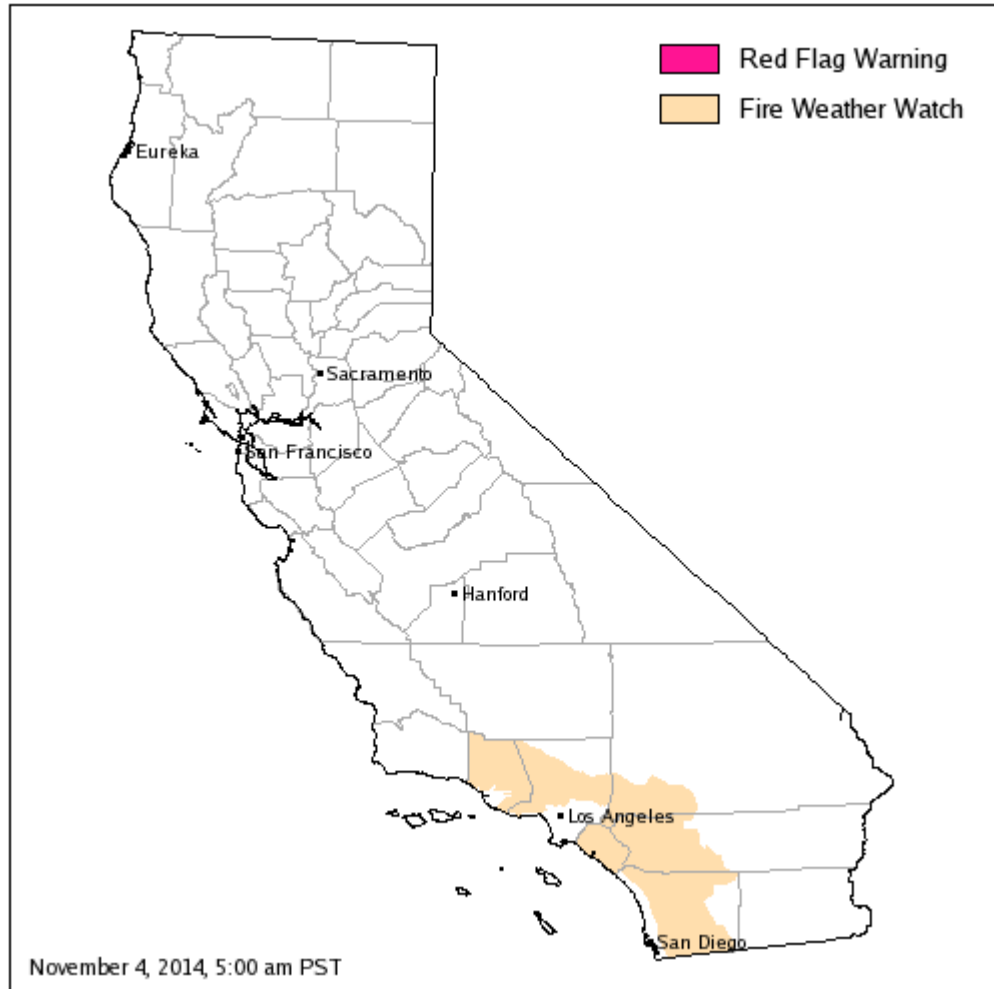 Red Flag Warning
Fire Weather Watch
Eureka
Sacramento
San Francisco
Hanford
Los Angeles
San Diego
November 4, 2014, 5:00 am PST